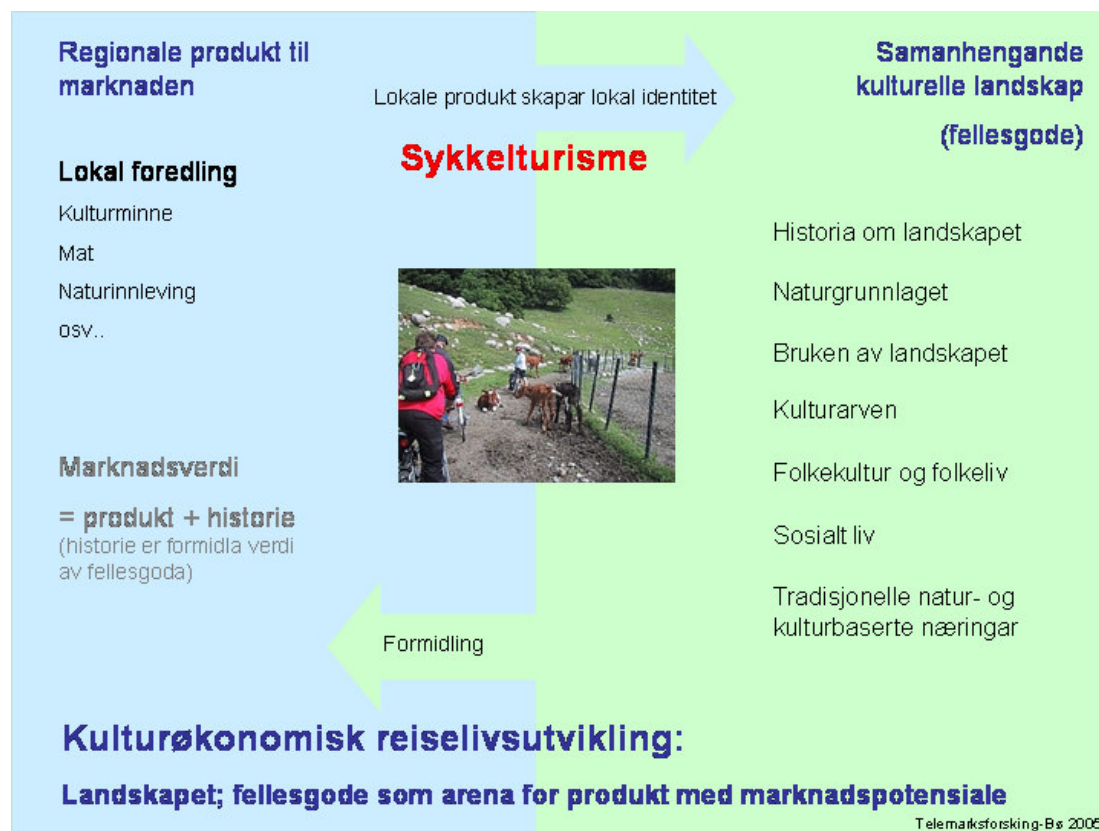 Regionale produkt til
marknaden
Lokale produkt skapar lokal identitet
Samanhengande
kulturelle landskap
(fellesgode)
Sykkelturisme
Lokal foredling
Kulturminne
Mat
Naturinnleving
osv..
Historia om landskapet
Naturgrunnlaget
Bruken av landskapet
Kulturarven
Folkekultur og folkeliv
Sosialt liv
Tradisjonelle natur- og
kulturbaserte næringar
Marknadsverdi
= produkt + historie
(historie er formidla verdi
av fellesgoda)
Formidling
Kulturøkonomisk reiselivsutvikling:
Landskapet; fellesgode som arena for produkt med marknadspotensiale
Telemarksforsking-Bø 2005